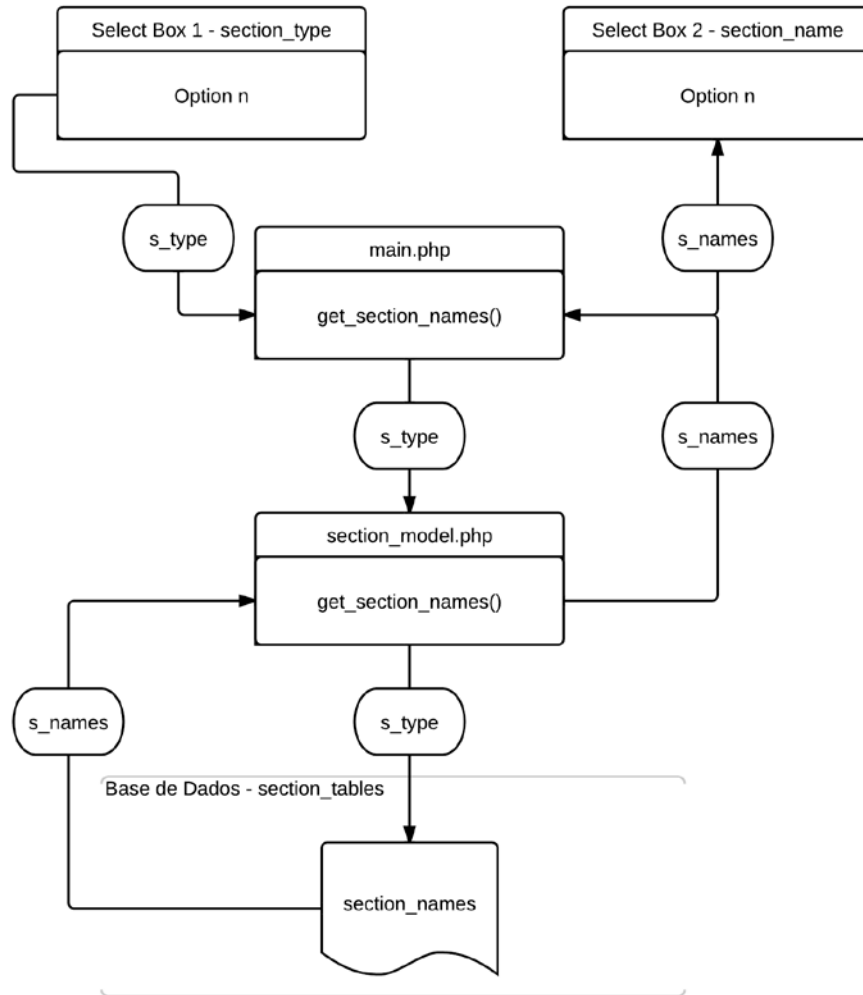 Select Box 1 - section_type
Select Box 2 - section_name
Option n
Option n
s_type
s_names
main.php
get_section_names()
s_type
s_names
section_model.php
get_section_names()
s_names
s_type
Base de Dados - section_tables
section_names